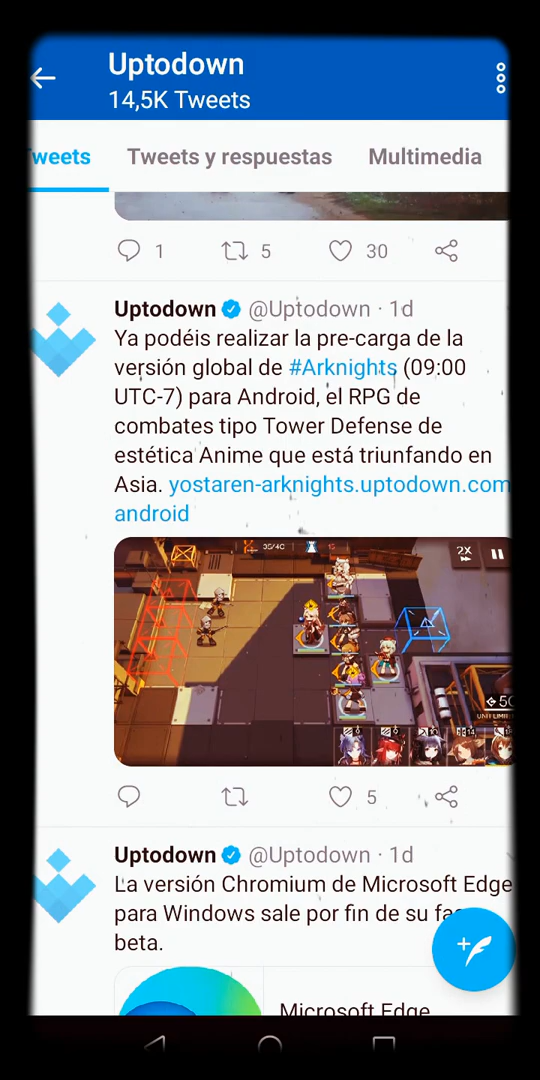 Uptodown
14,5K Tweets
Tweets y respuestas
Multimedia
1
5
30
Uptodown @Uptodown · 1d
Ya podéis realizar la pre-carga de la
versión global de #Arknights (09:00
UTC-7) para Android, el RPG de
combates tipo Tower Defense de
estética Anime que está triunfando en
Asia. yostaren-arknights.uptodown.com
android
2X
UNIT LIMIT
5
Uptodown @Uptodown · 1d
La versión Chromium de Microsoft Edge
para Windows sale por fin de su
beta.
Microsoft Edge